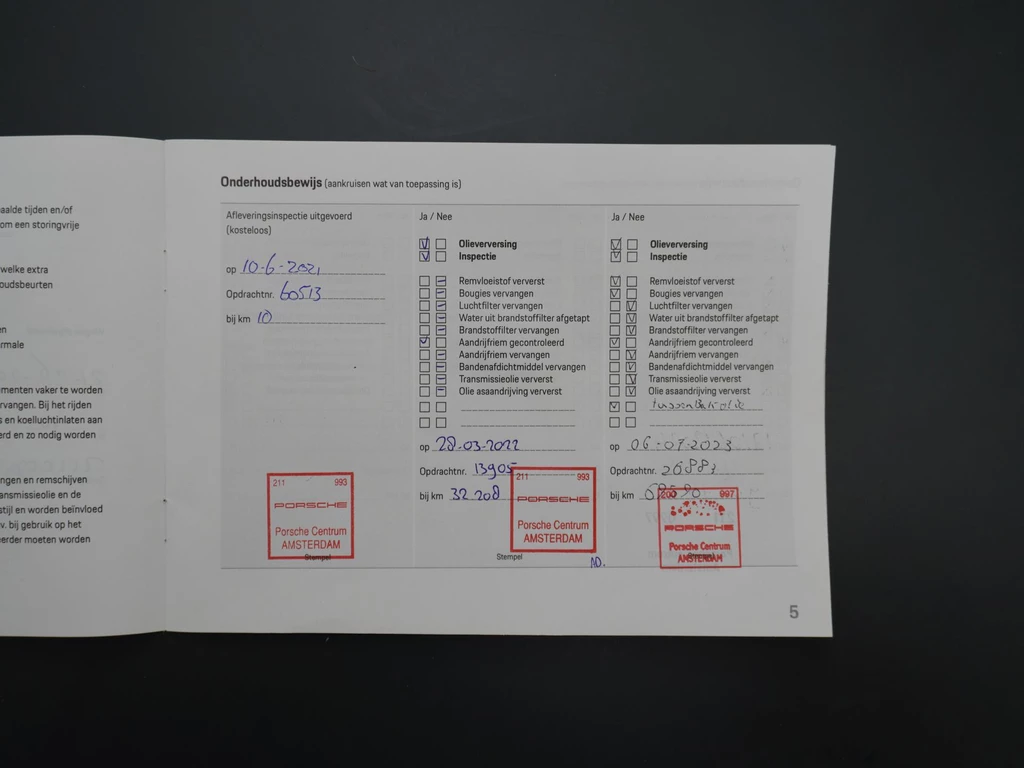 aalde tijden en/of
om een storingvrije
welke extra
oudsbeurten
en
rmale
menten vaker te worden
rvangen. Bij het rijden
s en koelluchtinlaten aan
erd en zo nodig worden
ngen en remschijven
ansmissieolie en de
stijl en worden beïnvloed
v. bij gebruik op het
eerder moeten worden
Onderhoudsbewijs (aankruisen wat van toepassing is)
Afleveringsinspectie uitgevoerd
(kosteloos)
op 10-6-2021
Opdrachtnr. 60513
bij km 10
211 993
PORSCHE
Porsche Centrum
AMSTERDAM
Stempel
Ja / Nee
Olieverversing
Inspectie
Remvloeistof ververst
Bougies vervangen
Luchtfilter vervangen
Water uit brandstoffilter afgetapt
Brandstoffilter vervangen
Aandrijfriem gecontroleerd
Aandrijfriem vervangen
Bandenafdichtmiddel vervangen
Transmissieolie ververst
Olie asaandrijving ververst
op 28-03-2022
Opdrachtnr. 13905
bij km 32 208
211 993
PORSCHE
Porsche Centrum
AMSTERDAM
Stempel
Ja / Nee
Olieverversing
Inspectie
Remvloeistof ververst
Bougies vervangen
Luchtfilter vervangen
Water uit brandstoffilter afgetapt
Brandstoffilter vervangen
Aandrijfriem gecontroleerd
Aandrijfriem vervangen
Bandenafdichtmiddel vervangen
Transmissieolie ververst
Olie asaandrijving ververst
op 06-07-2023
Opdrachtnr.
bij km
997
PORSCHE
Porsche Centrum
AMSTERDAM
5